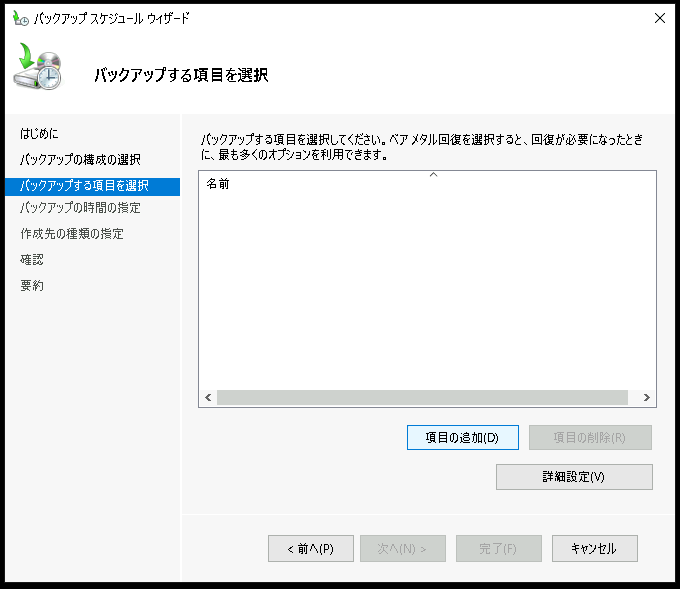 バックアップ スケジュール ウィザード
バックアップする項目を選択
はじめに
バックアップの構成の選択
バックアップする項目を選択
バックアップの時間の指定
作成先の種類の指定
確認
要約
バックアップする項目を選択してください。ベア メタル回復を選択すると、回復が必要になったとき
に、最も多くのオプションを利用できます。
名前
項目の追加(D)
項目の削除(R)
詳細設定(V)
< 前へ(P)
次へ(N) >
完了(F)
キャンセル